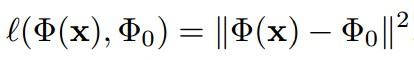 ℓ(Φ(𝐱), Φ₀) = ‖Φ(𝐱) − Φ₀‖²